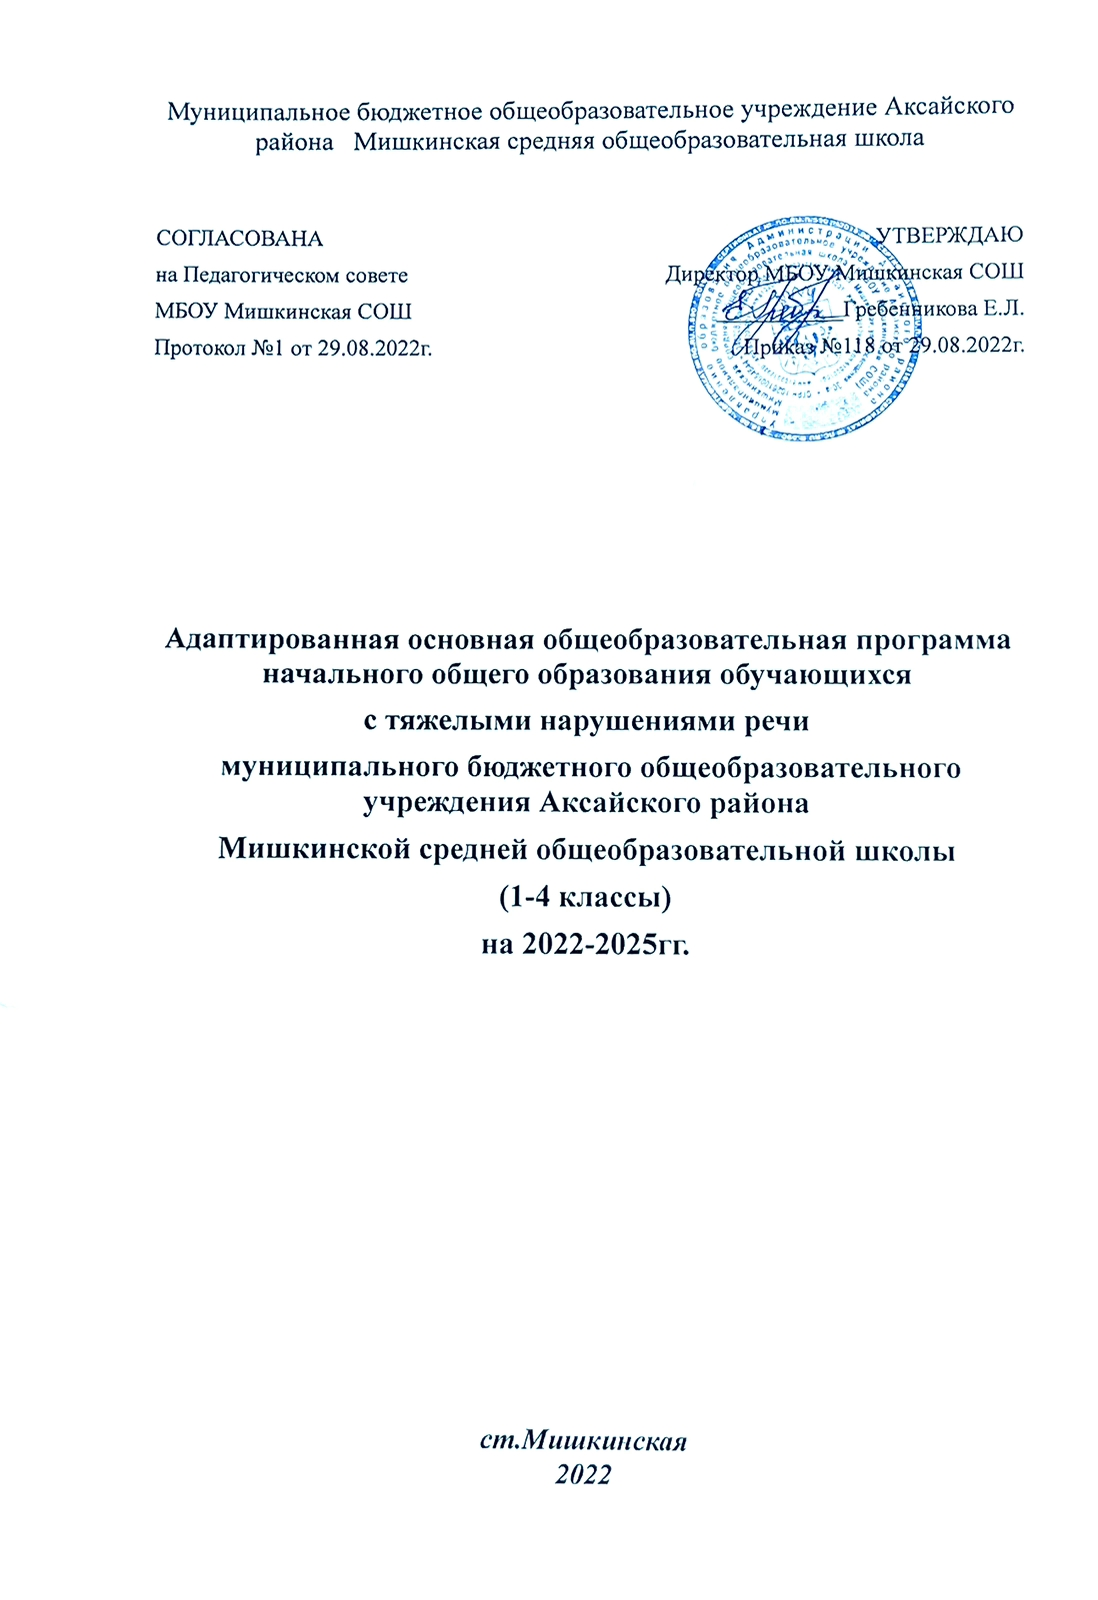 Муниципальное бюджетное общеобразовательное учреждение Аксайского
района Мишкинская средняя общеобразовательная школа
СОГЛАСОВАНА
на Педагогическом совете
МБОУ Мишкинская СОШ
Протокол №1 от 29.08.2022г.
УТВЕРЖДАЮ
Директор МБОУ Мишкинская СОШ
Гребенникова Е.Л.
Приказ №118 от 29.08.2022г.
Адаптированная основная общеобразовательная программа
начального общего образования обучающихся
с тяжелыми нарушениями речи
муниципального бюджетного общеобразовательного
учреждения Аксайского района
Мишкинской средней общеобразовательной школы
(1-4 классы)
на 2022-2025гг.
ст.Мишкинская
2022